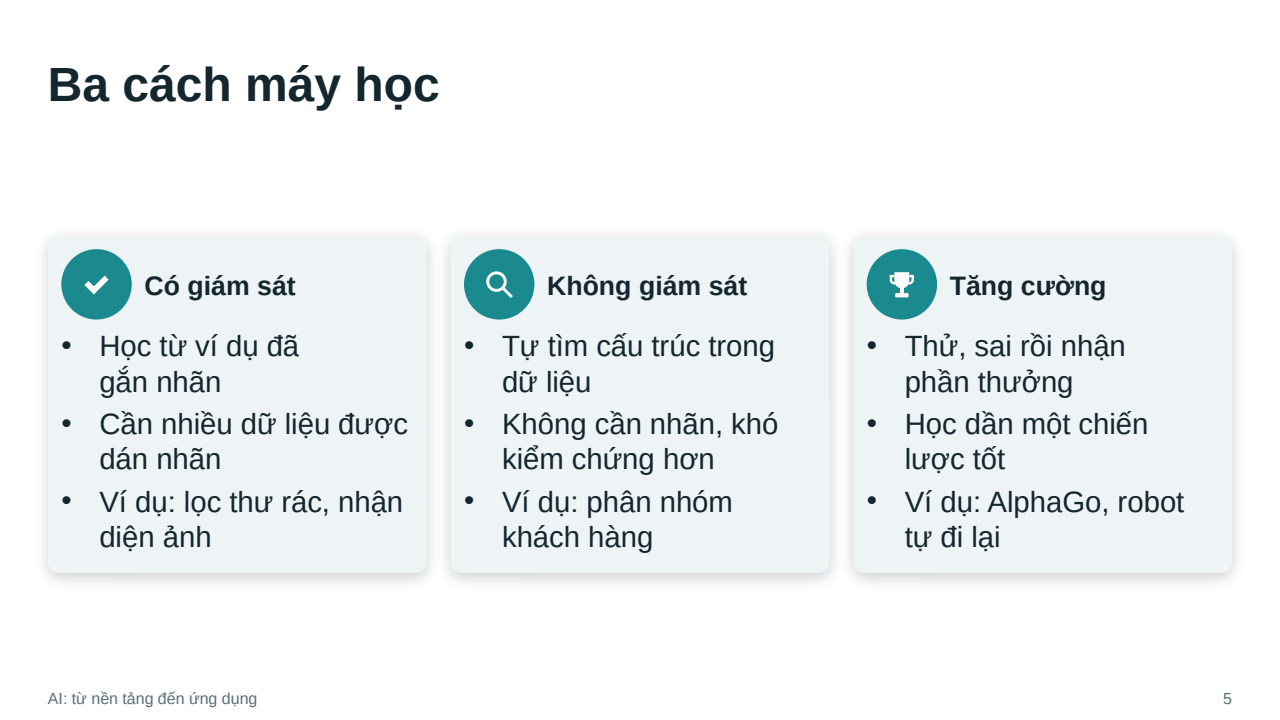 Ba cách máy học
Có giám sát
• Học từ ví dụ đã
gắn nhãn
• Cần nhiều dữ liệu được
dán nhãn
• Ví dụ: lọc thư rác, nhận
diện ảnh
Không giám sát
• Tự tìm cấu trúc trong
dữ liệu
• Không cần nhãn, khó
kiểm chứng hơn
• Ví dụ: phân nhóm
khách hàng
Tăng cường
• Thử, sai rồi nhận
phần thưởng
• Học dần một chiến
lược tốt
• Ví dụ: AlphaGo, robot
tự đi lại
AI: từ nền tảng đến ứng dụng
5